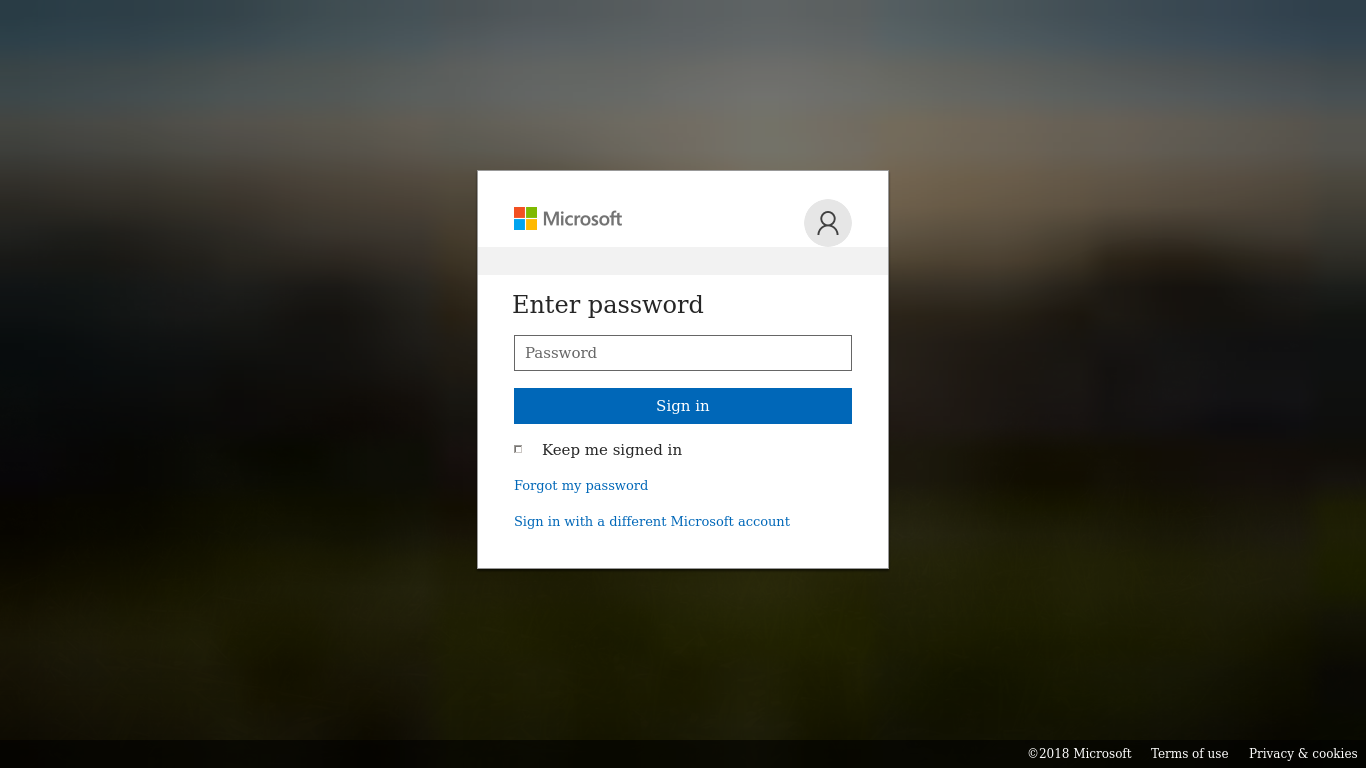 Microsoft
Enter password
Password
Sign in
Keep me signed in
Forgot my password
Sign in with a different Microsoft account
©2018 Microsoft Terms of use Privacy & cookies